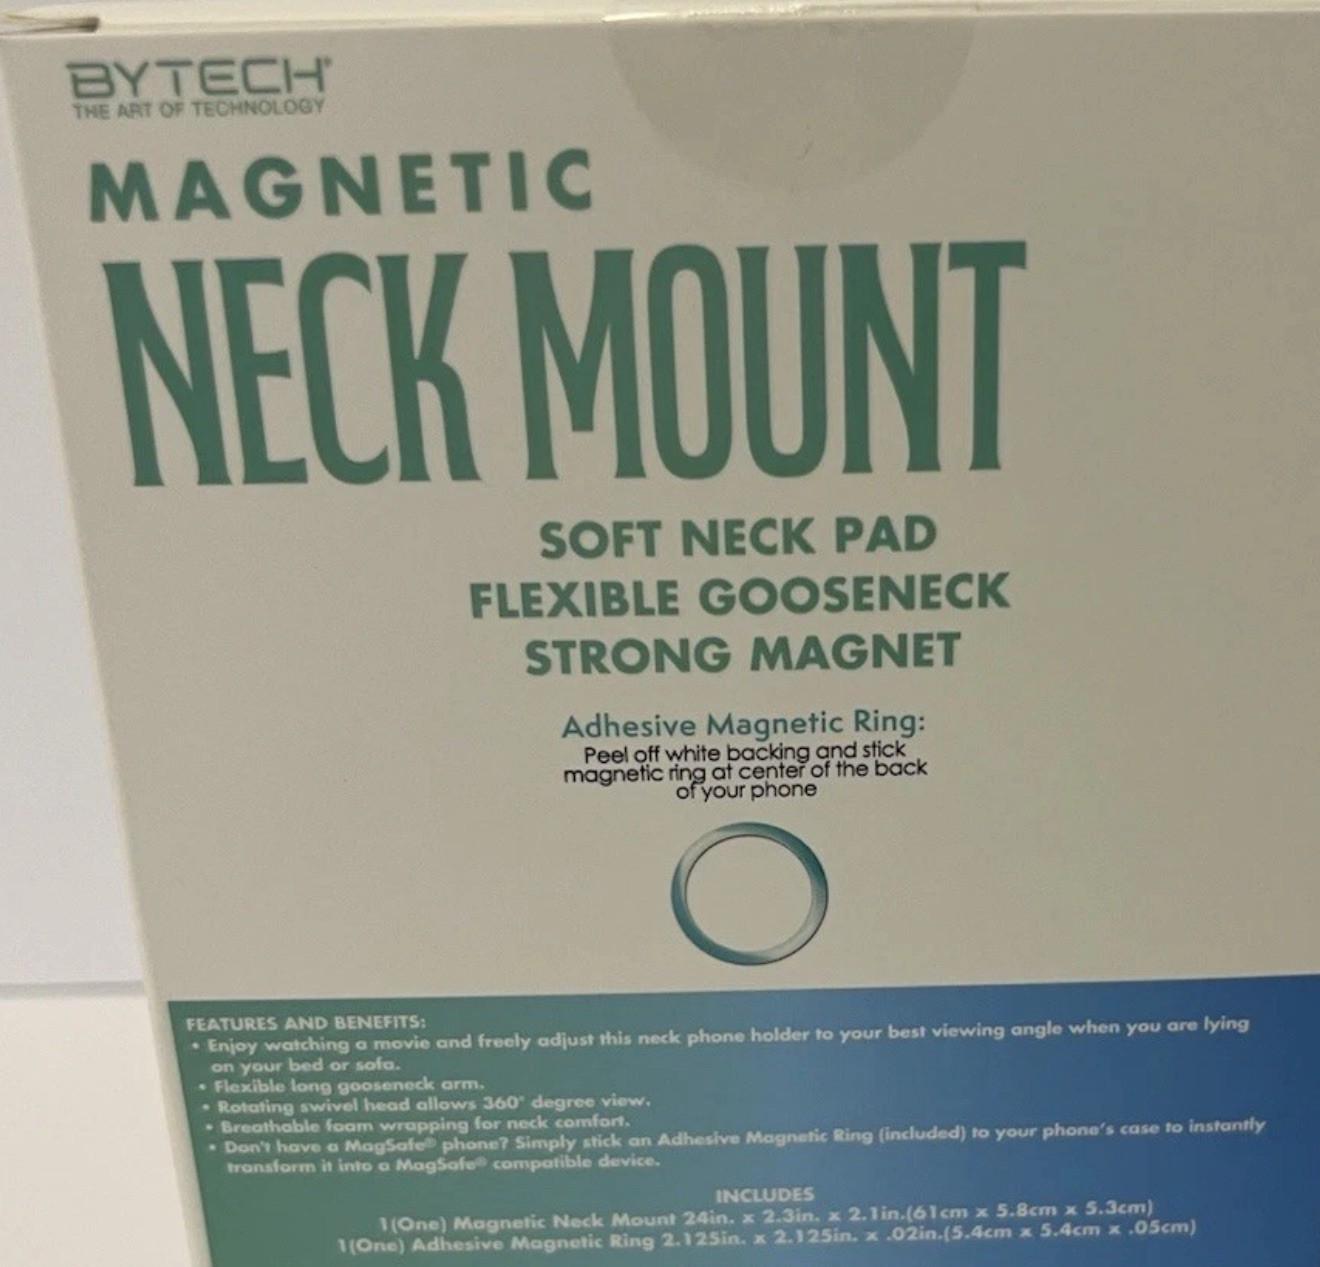 BYTECH®
THE ART OF TECHNOLOGY
MAGNETIC
NECK MOUNT
SOFT NECK PAD
FLEXIBLE GOOSENECK
STRONG MAGNET
Adhesive Magnetic Ring:
Peel off white backing and stick
magnetic ring at center of the back
of your phone
FEATURES AND BENEFITS:
• Enjoy watching a movie and freely adjust this neck phone holder to your best viewing angle when you are lying
on your bed or sofa.
• Flexible long gooseneck arm.
• Rotating swivel head allows 360° degree view.
• Breathable foam wrapping for neck comfort.
• Don't have a MagSafe® phone? Simply stick an Adhesive Magnetic Ring (included) to your phone's case to instantly
transform it into a MagSafe® compatible device.
INCLUDES
1(One) Magnetic Neck Mount 24in. x 2.3in. x 2.1in.(61cm x 5.8cm x 5.3cm)
1(One) Adhesive Magnetic Ring 2.125in. x 2.125in. x .02in.(5.4cm x 5.4cm x .05cm)